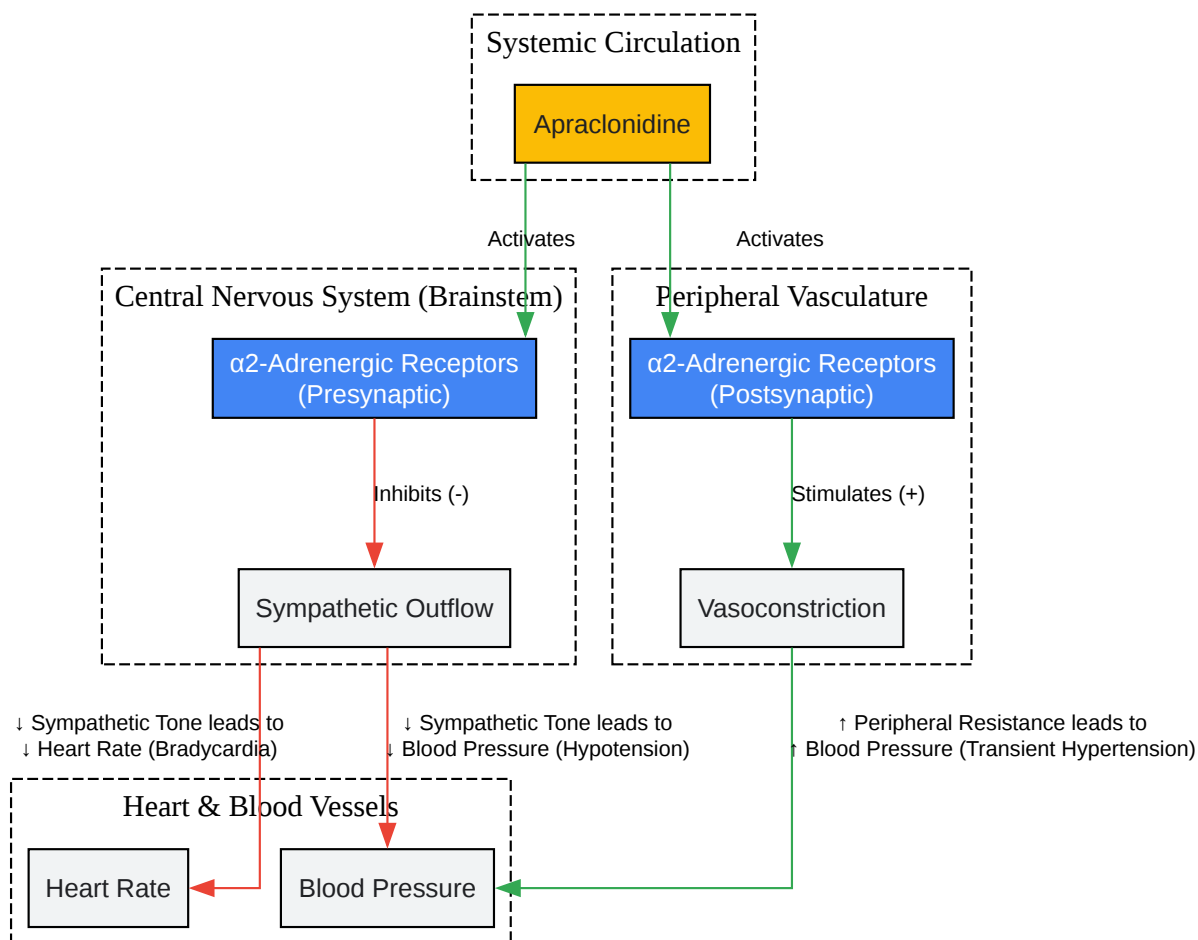 Systemic Circulation
Apraclonidine
Activates
Activates
Central Nervous System (Brainstem)
Peripheral Vasculature
α2-Adrenergic Receptors
(Presynaptic)
α2-Adrenergic Receptors
(Postsynaptic)
Inhibits (-)
Stimulates (+)
Sympathetic Outflow
Vasoconstriction
↓ Sympathetic Tone leads to
↓ Heart Rate (Bradycardia)
↓ Sympathetic Tone leads to
↓ Blood Pressure (Hypotension)
↑ Peripheral Resistance leads to
↑ Blood Pressure (Transient Hypertension)
Heart & Blood Vessels
Heart Rate
Blood Pressure